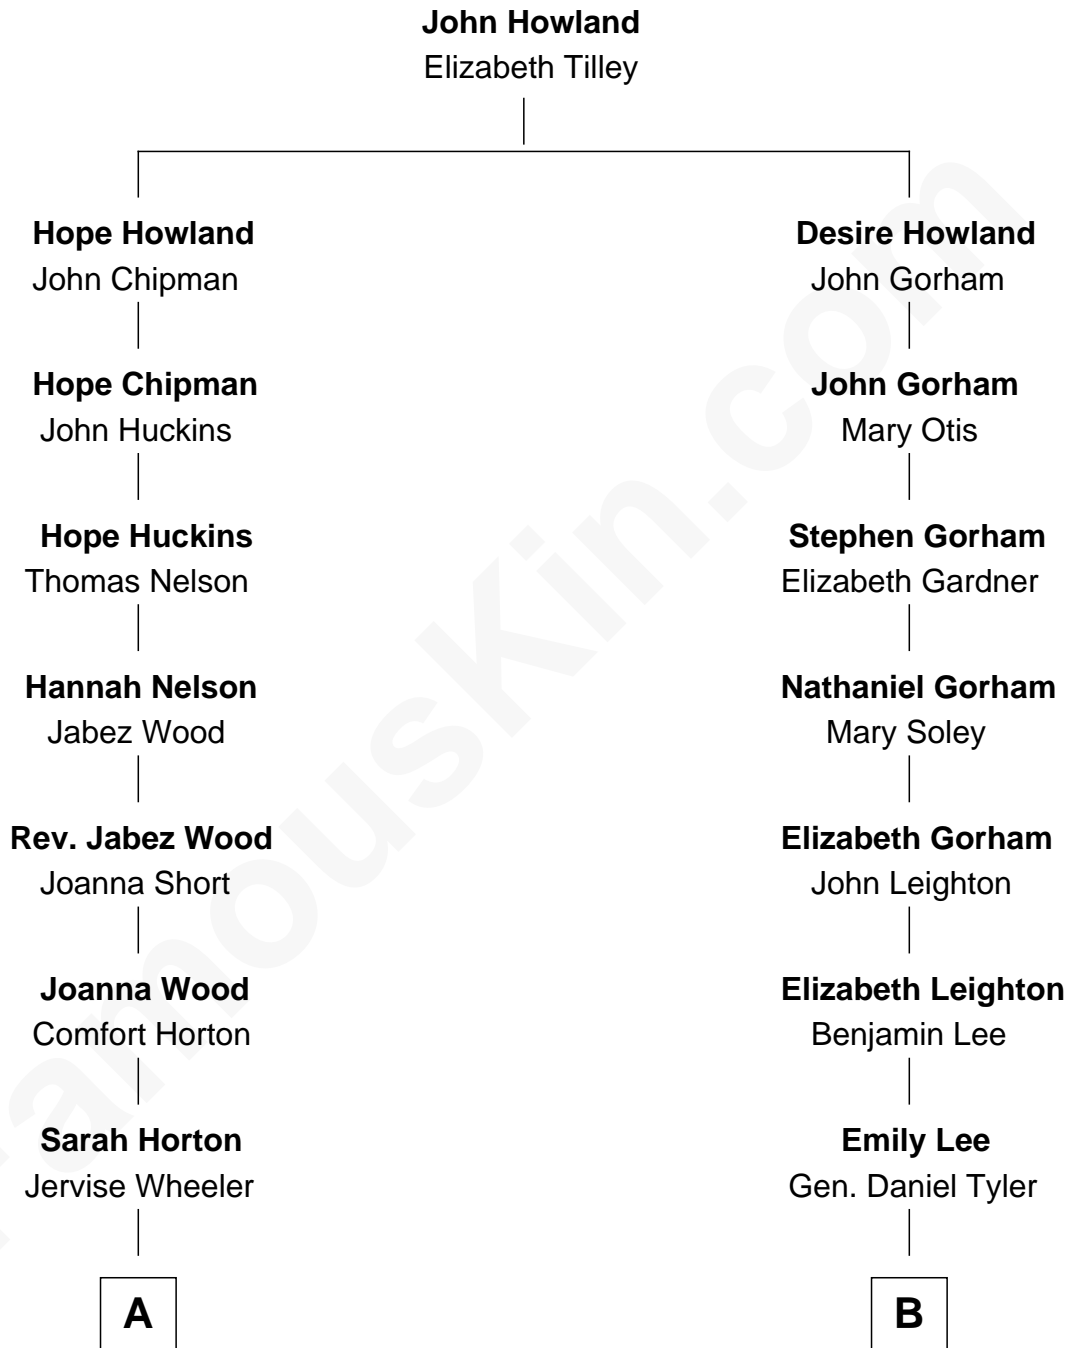 John Howland
Elizabeth Tilley
Hope Howland
John Chipman
Desire Howland
John Gorham
Hope Chipman
John Huckins
John Gorham
Mary Otis
Hope Huckins
Thomas Nelson
Stephen Gorham
Elizabeth Gardner
Hannah Nelson
Jabez Wood
Nathaniel Gorham
Mary Soley
Rev. Jabez Wood
Joanna Short
Elizabeth Gorham
John Leighton
Joanna Wood
Comfort Horton
Elizabeth Leighton
Benjamin Lee
Sarah Horton
Jervise Wheeler
Emily Lee
Gen. Daniel Tyler
A
B
FamousKin.com